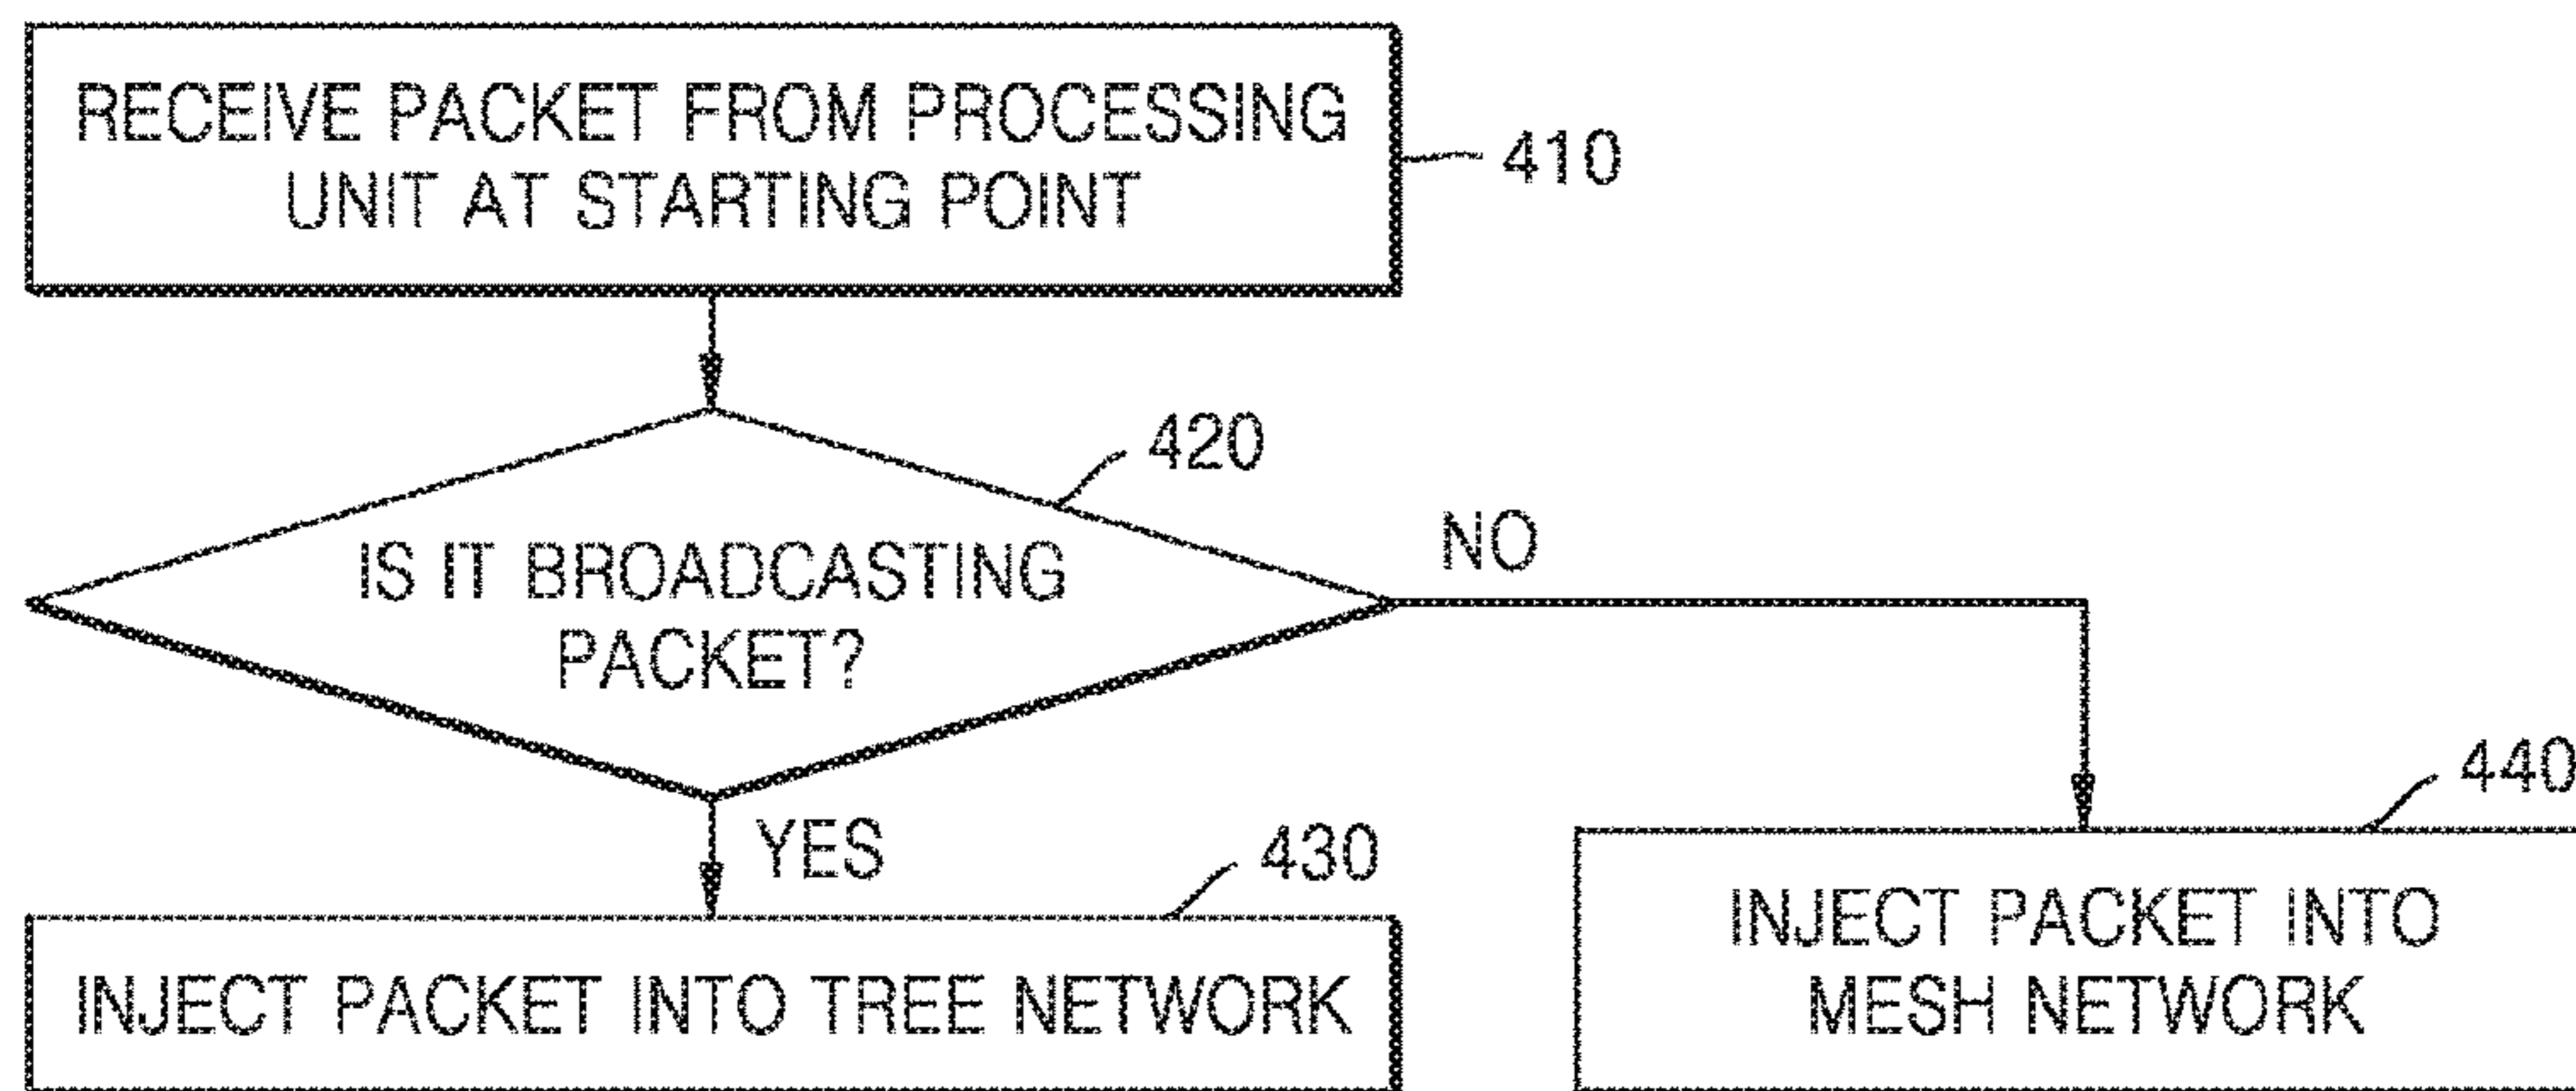 RECEIVE PACKET FROM PROCESSING
UNIT AT STARTING POINT
410
420
IS IT BROADCASTING
PACKET?
NO
YES
430
440
INJECT PACKET INTO TREE NETWORK
INJECT PACKET INTO
MESH NETWORK